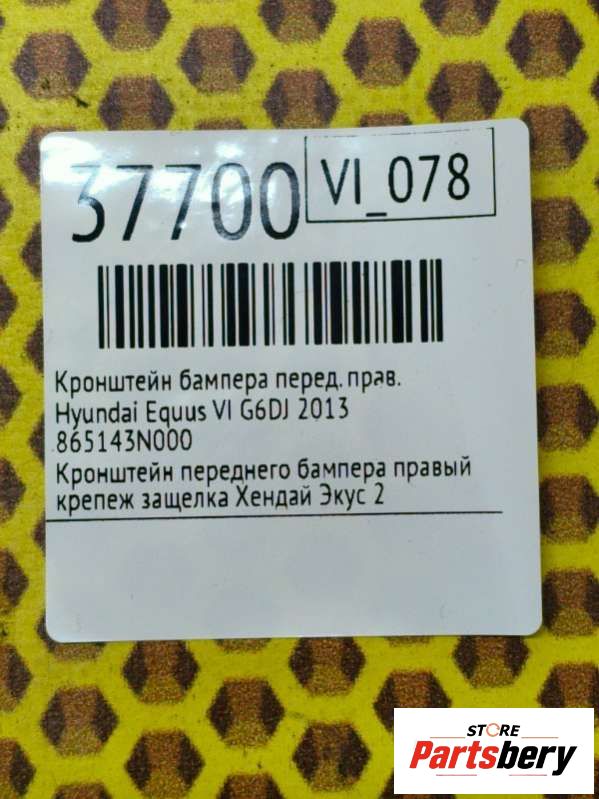 37700
VI_078
Кронштейн бампера перед. прав.
Hyundai Equus VI G6DJ 2013
865143N000
Кронштейн переднего бампера правый
крепеж защелка Хендай Экус 2
STORE
Partsbery